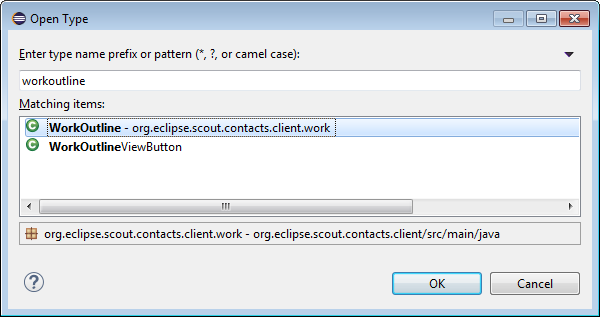 Open Type
Enter type name prefix or pattern (*, ?, or camel case):
workoutline
Matching items:
WorkOutline - org.eclipse.scout.contacts.client.work
WorkOutlineViewButton
org.eclipse.scout.contacts.client.work - org.eclipse.scout.contacts.client/src/main/java
OK Cancel